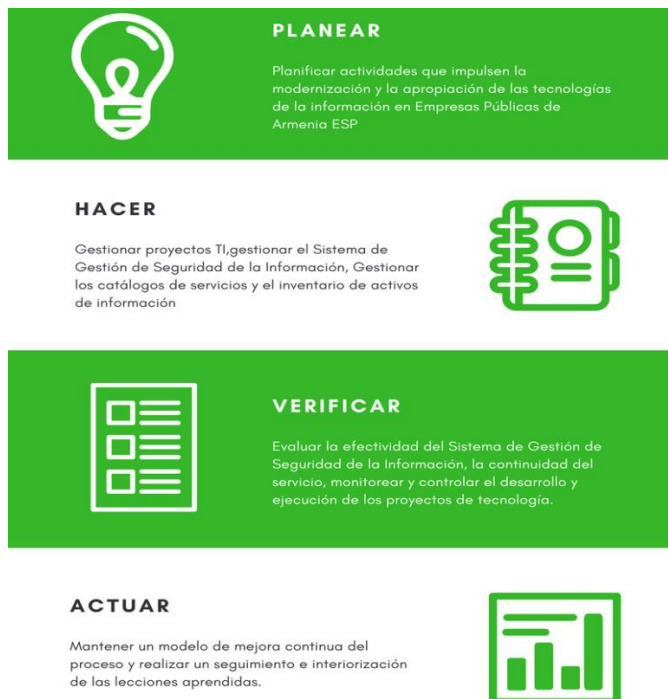 PLANEAR
Planificar actividades que impulsen la
modernización y la apropiación de las tecnologías
de la información en Empresas Públicas de
Armenia ESP
HACER
Gestionar proyectos TI,gestionar el Sistema de
Gestión de Seguridad de la Información, Gestionar
los catálogos de servicios y el inventario de activos
de información
VERIFICAR
Evaluar la efectividad del Sistema de Gestión de
Seguridad de la Información, la continuidad del
servicio, monitorear y controlar el desarrollo y
ejecución de los proyectos de tecnología.
ACTUAR
Mantener un modelo de mejora continua del
proceso y realizar un seguimiento e interiorización
de las lecciones aprendidas.